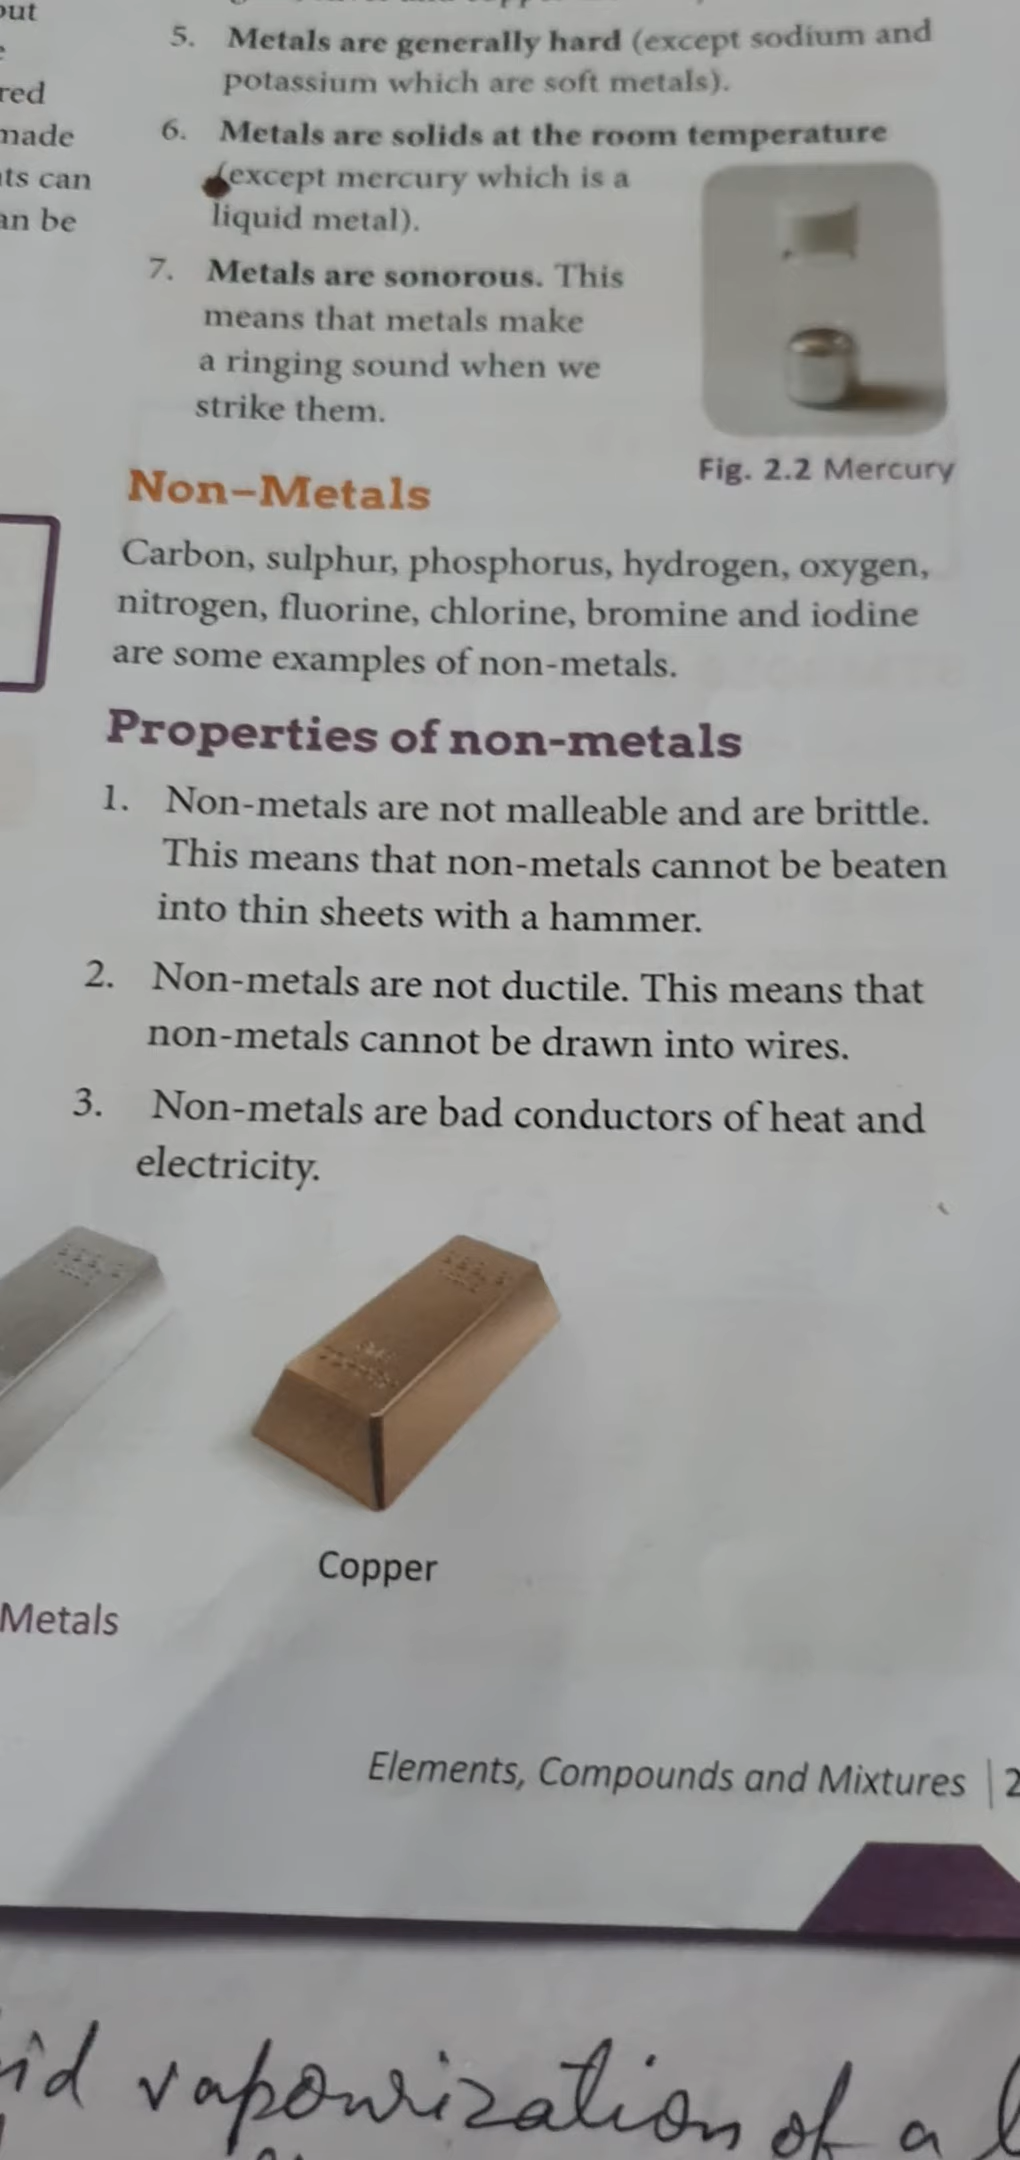 out
red
made
ts can
an be
5. Metals are generally hard (except sodium and
potassium which are soft metals).
6. Metals are solids at the room temperature
(except mercury which is a
liquid metal).
7. Metals are sonorous. This
means that metals make
a ringing sound when we
strike them.
Fig. 2.2 Mercury
Non-Metals
Carbon, sulphur, phosphorus, hydrogen, oxygen,
nitrogen, fluorine, chlorine, bromine and iodine
are some examples of non-metals.
Properties of non-metals
1. Non-metals are not malleable and are brittle.
This means that non-metals cannot be beaten
into thin sheets with a hammer.
2. Non-metals are not ductile. This means that
non-metals cannot be drawn into wires.
3. Non-metals are bad conductors of heat and
electricity.
Copper
Metals
Elements, Compounds and Mixtures | 2
id vapourization of a l